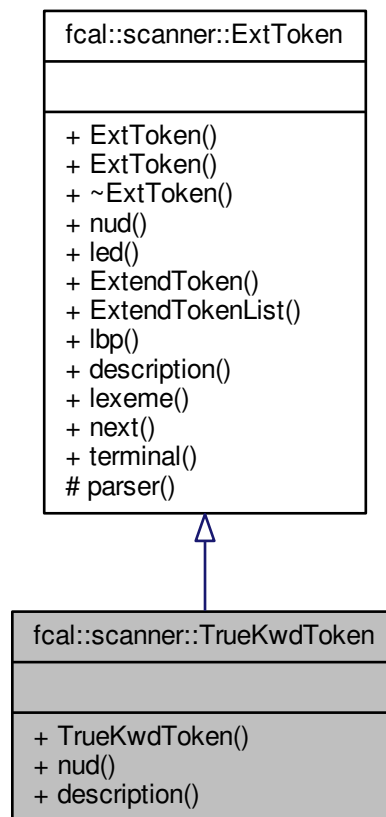 fcal::scanner::ExtToken
+ ExtToken()
+ ExtToken()
+ ~ExtToken()
+ nud()
+ led()
+ ExtendToken()
+ ExtendTokenList()
+ lbp()
+ description()
+ lexeme()
+ next()
+ terminal()
# parser()
fcal::scanner::TrueKwdToken
+ TrueKwdToken()
+ nud()
+ description()